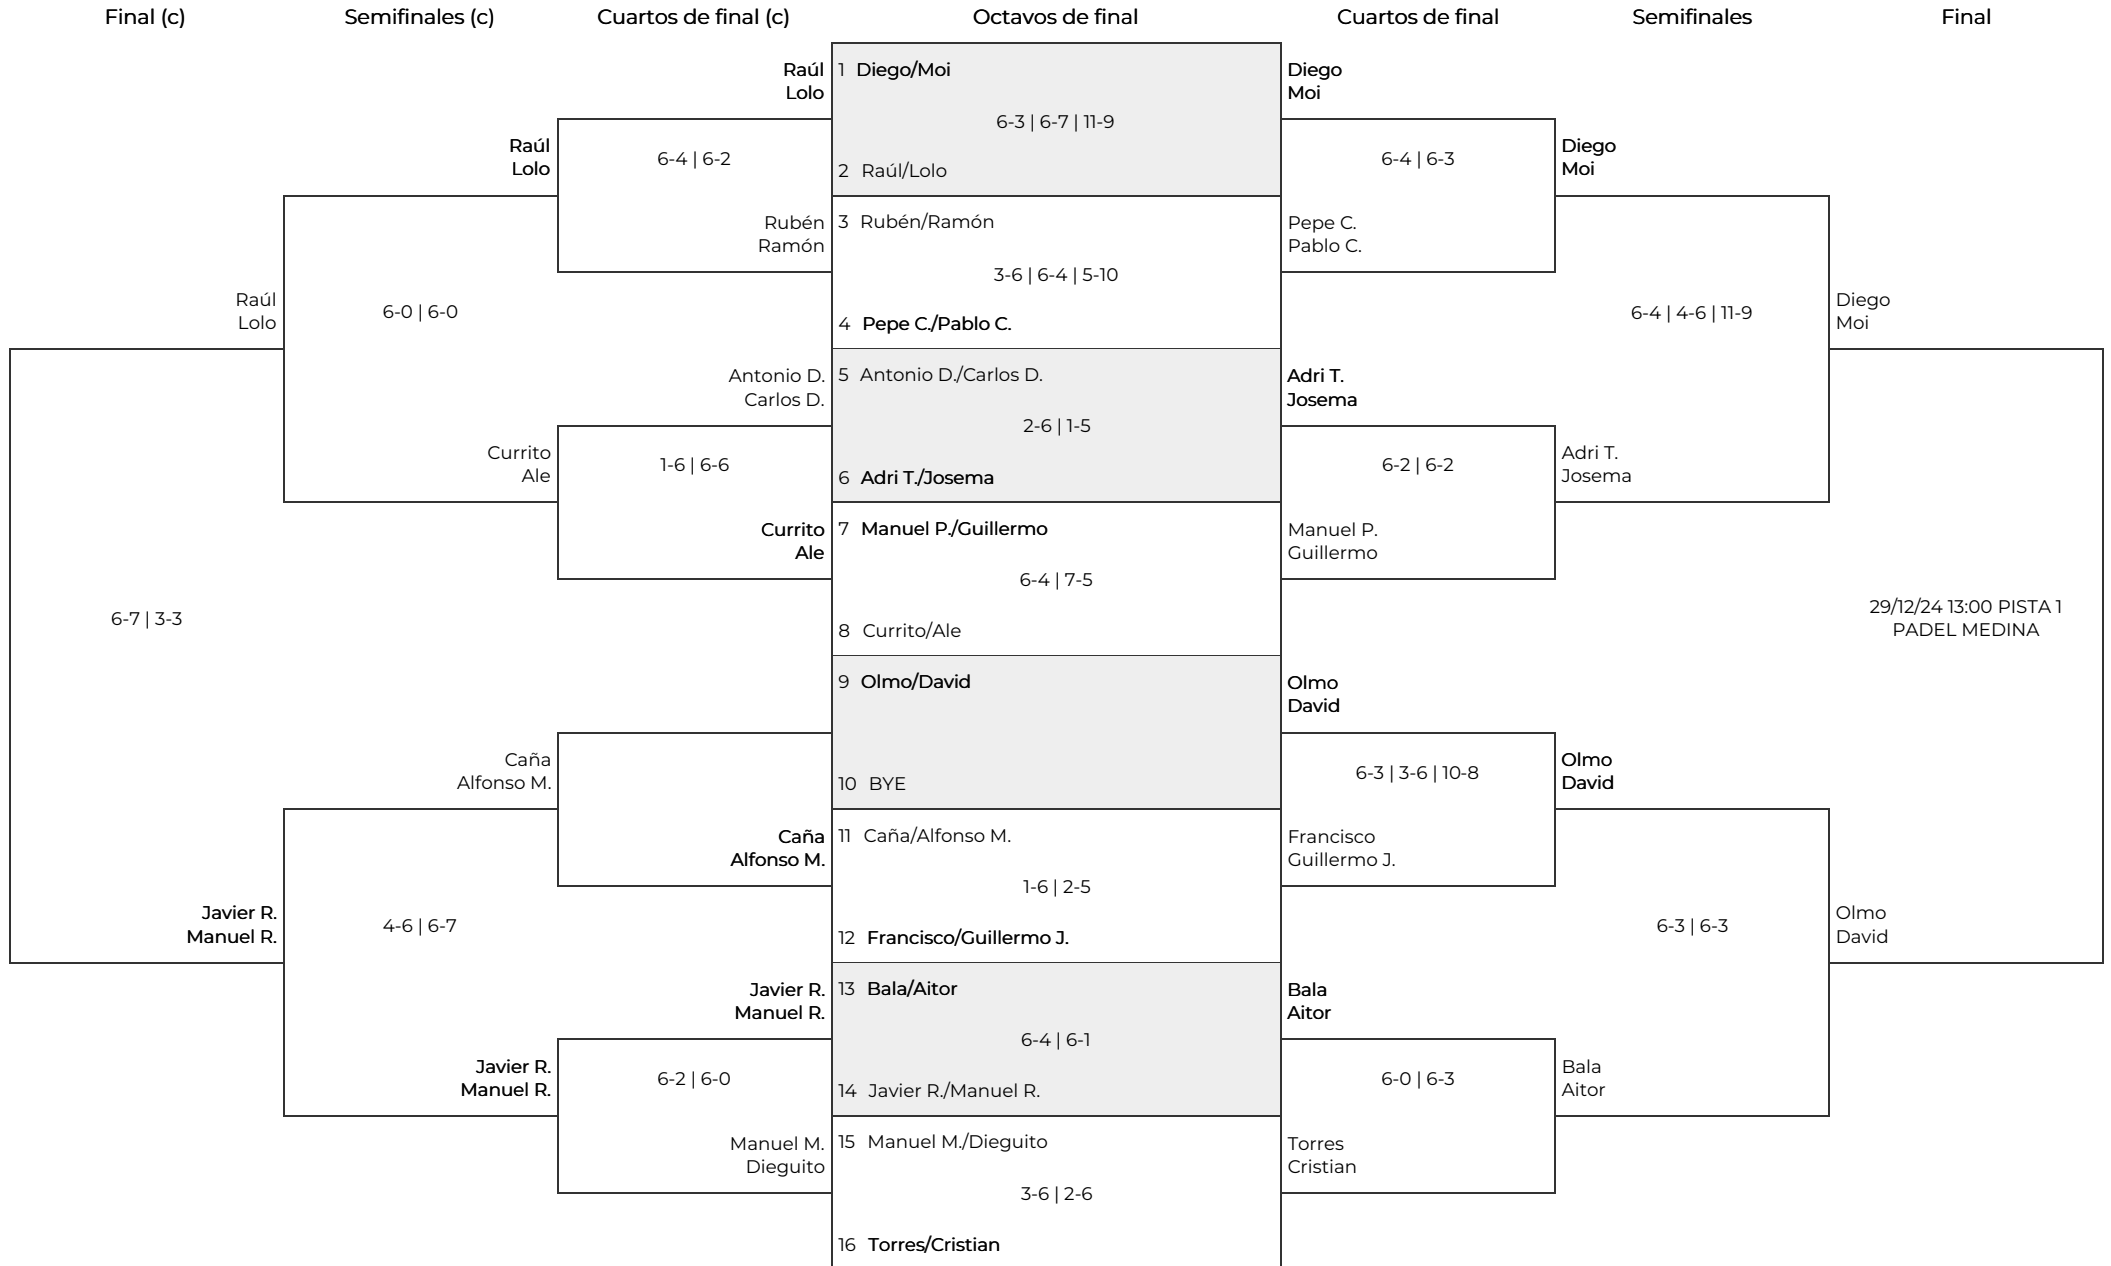 Final (c)
Semifinales (c)
Cuartos de final (c)
Octavos de final
Cuartos de final
Semifinales
Final
Raúl
Lolo
6-7 | 3-3
Javier R.
Manuel R.
Raúl
Lolo
6-0 | 6-0
Currito
Ale
Caña
Alfonso M.
4-6 | 6-7
Javier R.
Manuel R.
Raúl
Lolo
6-4 | 6-2
Rubén
Ramón
Antonio D.
Carlos D.
1-6 | 6-6
Currito
Ale
Caña
Alfonso M.
Javier R.
Manuel R.
6-2 | 6-0
Manuel M.
Dieguito
1 Diego/Moi
6-3 | 6-7 | 11-9
2 Raúl/Lolo
3 Rubén/Ramón
3-6 | 6-4 | 5-10
4 Pepe C./Pablo C.
5 Antonio D./Carlos D.
2-6 | 1-5
6 Adri T./Josema
7 Manuel P./Guillermo
6-4 | 7-5
8 Currito/Ale
9 Olmo/David
10 BYE
11 Caña/Alfonso M.
1-6 | 2-5
12 Francisco/Guillermo J.
13 Bala/Aitor
6-4 | 6-1
14 Javier R./Manuel R.
15 Manuel M./Dieguito
3-6 | 2-6
16 Torres/Cristian
Diego
Moi
6-4 | 6-3
Pepe C.
Pablo C.
Adri T.
Josema
6-2 | 6-2
Manuel P.
Guillermo
Olmo
David
6-3 | 3-6 | 10-8
Francisco
Guillermo J.
Bala
Aitor
6-0 | 6-3
Torres
Cristian
Diego
Moi
6-4 | 4-6 | 11-9
Adri T.
Josema
Olmo
David
6-3 | 6-3
Bala
Aitor
Diego
Moi
29/12/24 13:00 PISTA 1
PADEL MEDINA
Olmo
David